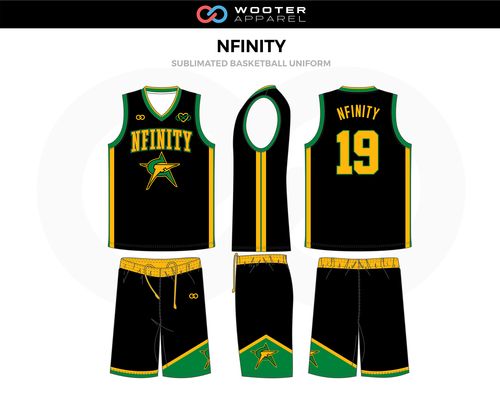 WOOTER
APPAREL
NFINITY
SUBLIMATED BASKETBALL UNIFORM
NFINITY
NFINITY
19